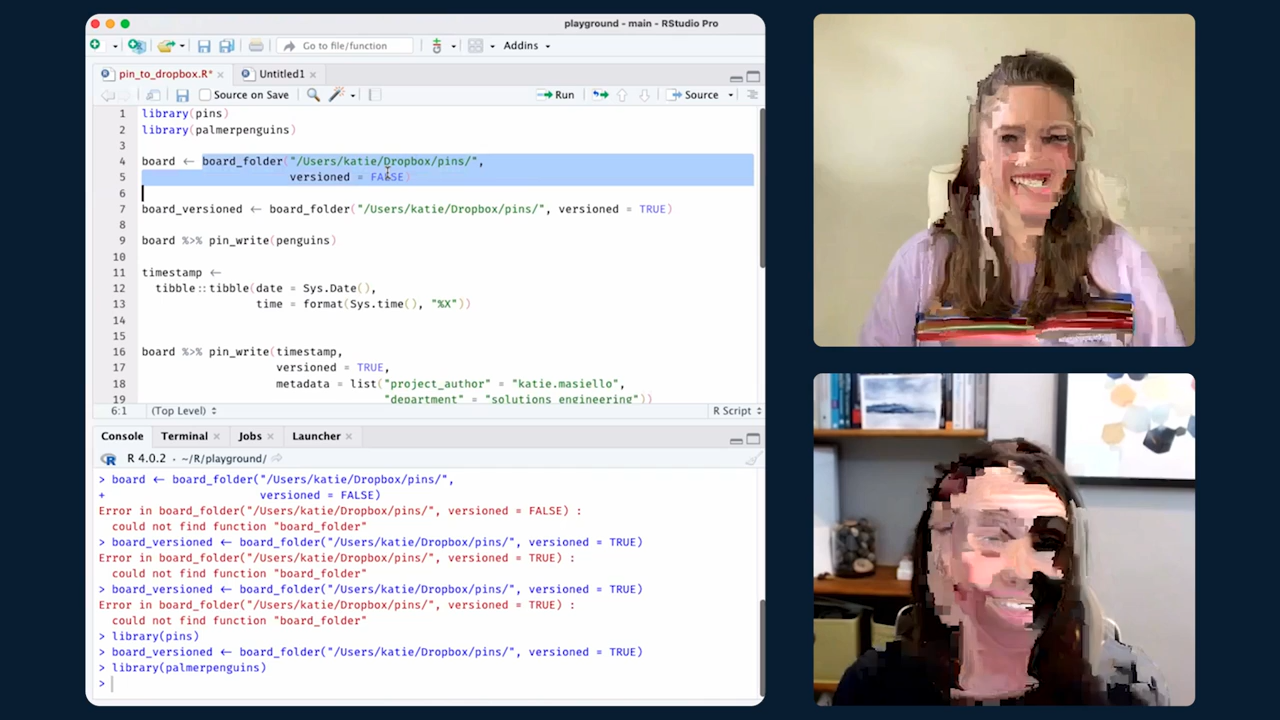 playground - main - RStudio Pro
Go to file/function
Addins
pin_to_dropbox.R*
Untitled1
Source on Save
Run
Source
1 library(pins)
2 library(palmerpenguins)
3
4 board ← board_folder("/Users/katie/Dropbox/pins/",
5 versioned = FALSE)
6
7 board_versioned ← board_folder("/Users/katie/Dropbox/pins/", versioned = TRUE)
8
9 board %>% pin_write(penguins)
10
11 timestamp ←
12 tibble::tibble(date = Sys.Date(),
13 time = format(Sys.time(), "%X"))
14
15
16 board %>% pin_write(timestamp,
17 versioned = TRUE,
18 metadata = list("project_author" = "katie.masiello",
19 "department" = "solutions engineering"))
6:1 (Top Level) R Script
Console Terminal Jobs Launcher
R 4.0.2 · ~/R/playground/
> board ← board_folder("/Users/katie/Dropbox/pins/",
+ versioned = FALSE)
Error in board_folder("/Users/katie/Dropbox/pins/", versioned = FALSE) :
could not find function "board_folder"
> board_versioned ← board_folder("/Users/katie/Dropbox/pins/", versioned = TRUE)
Error in board_folder("/Users/katie/Dropbox/pins/", versioned = TRUE) :
could not find function "board_folder"
> board_versioned ← board_folder("/Users/katie/Dropbox/pins/", versioned = TRUE)
Error in board_folder("/Users/katie/Dropbox/pins/", versioned = TRUE) :
could not find function "board_folder"
> library(pins)
> board_versioned ← board_folder("/Users/katie/Dropbox/pins/", versioned = TRUE)
> library(palmerpenguins)
>